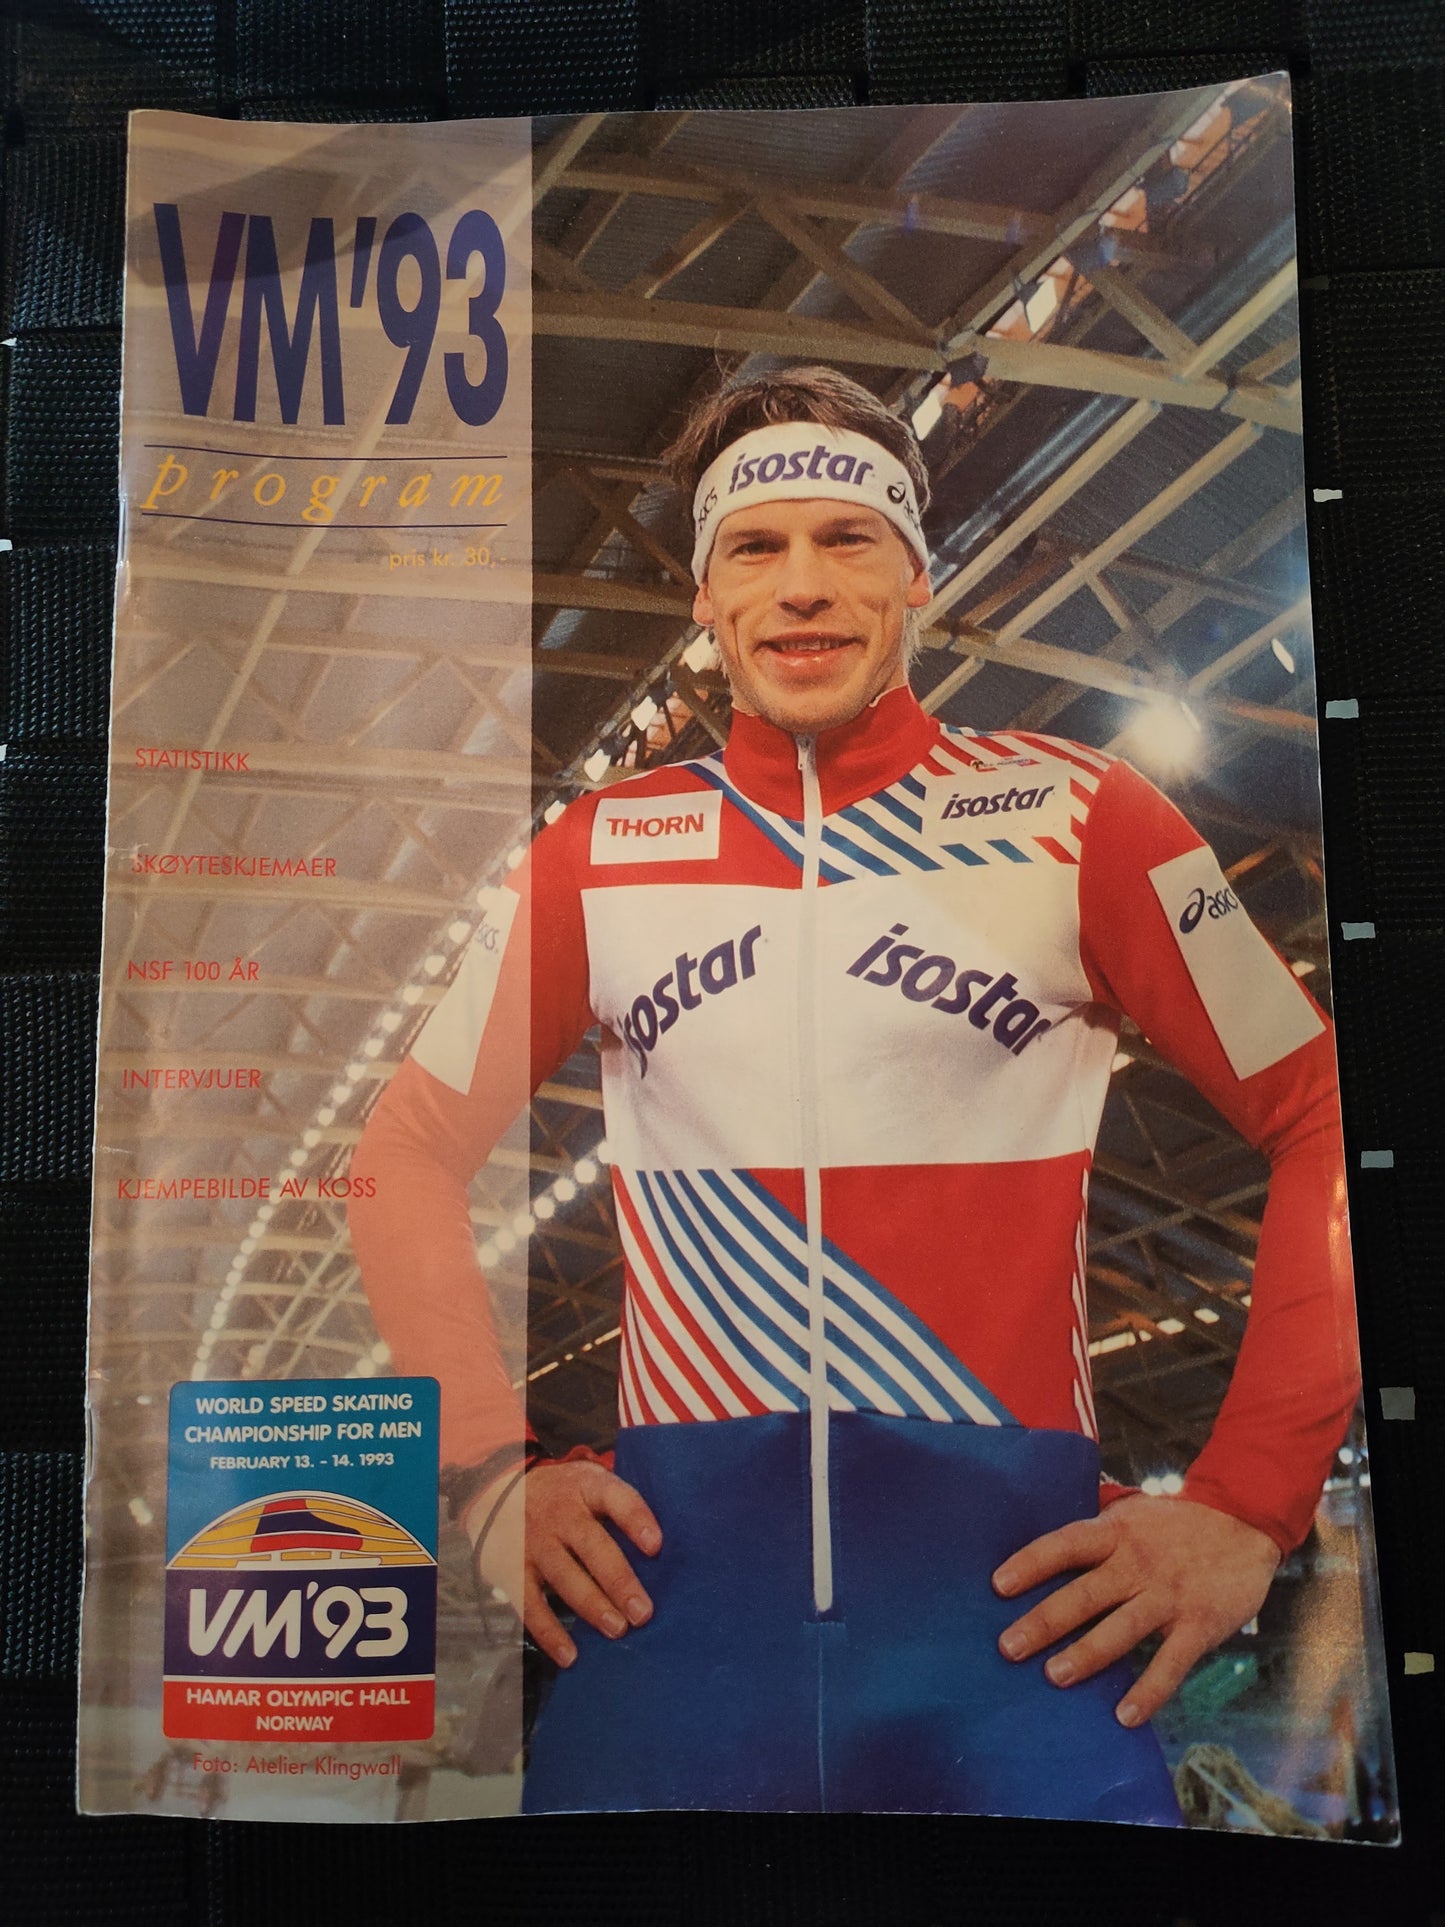 VM'93
program
pris kr. 30,-
isostar
asics
THORN
isostar
asics
STATISTIKK
SKØYTESKJEMAER
NSF 100 ÅR
isostar
isostar
INTERVJUER
KJEMPEBILDE AV KOSS
WORLD SPEED SKATING
CHAMPIONSHIP FOR MEN
FEBRUARY 13. - 14. 1993
VM'93
HAMAR OLYMPIC HALL
NORWAY
Foto: Atelier Klingwall